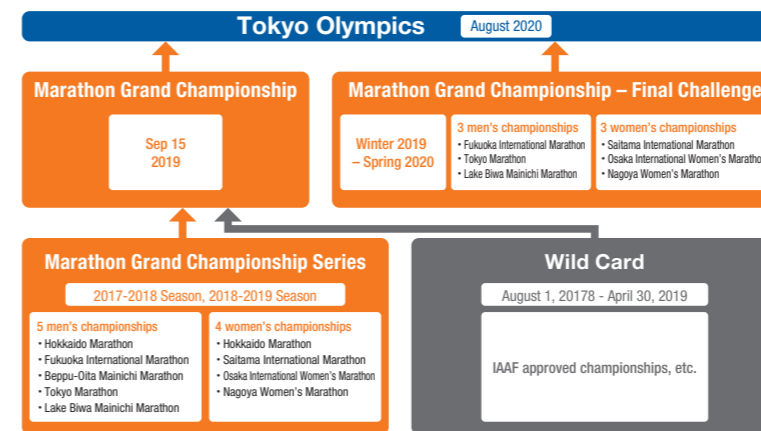 Tokyo Olympics August 2020
Marathon Grand Championship
Sep 15
2019
Marathon Grand Championship – Final Challenge
Winter 2019
– Spring 2020
3 men's championships
• Fukuoka International Marathon
• Tokyo Marathon
• Lake Biwa Mainichi Marathon
3 women's championships
• Saitama International Marathon
• Osaka International Women's Maratho
• Nagoya Women's Marathon
Marathon Grand Championship Series
2017-2018 Season, 2018-2019 Season
5 men's championships
• Hokkaido Marathon
• Fukuoka International Marathon
• Beppu-Oita Mainichi Marathon
• Tokyo Marathon
• Lake Biwa Mainichi Marathon
4 women's championships
• Hokkaido Marathon
• Saitama International Marathon
• Osaka International Women's Marathon
• Nagoya Women's Marathon
Wild Card
August 1, 20178 - April 30, 2019
IAAF approved championships, etc.